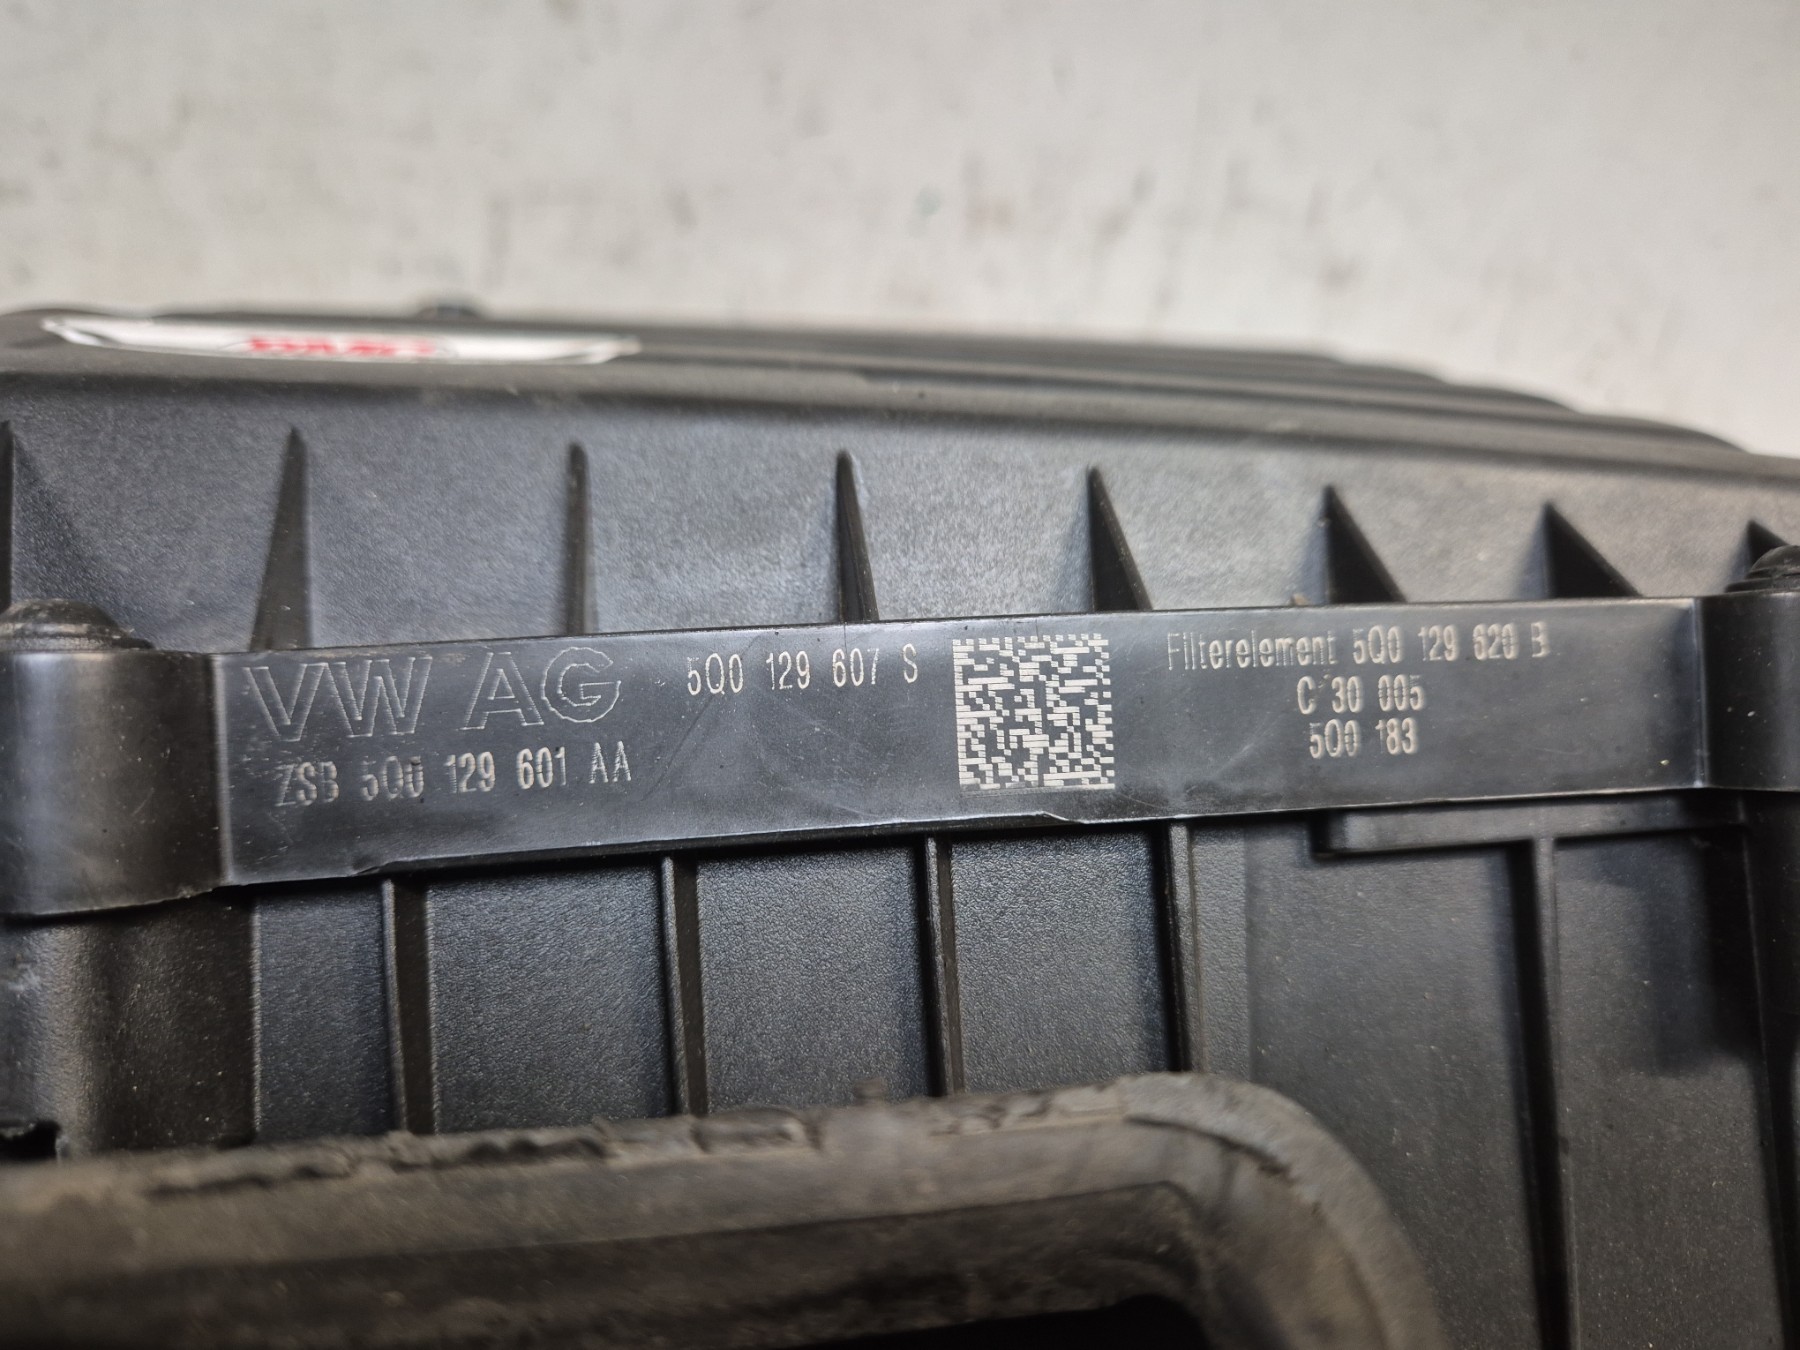 VW AG
ZSB 5Q0 129 601 AA
5Q0 129 607 S
Filterelement 5Q0 129 620 B
C 30 005
5Q0 183